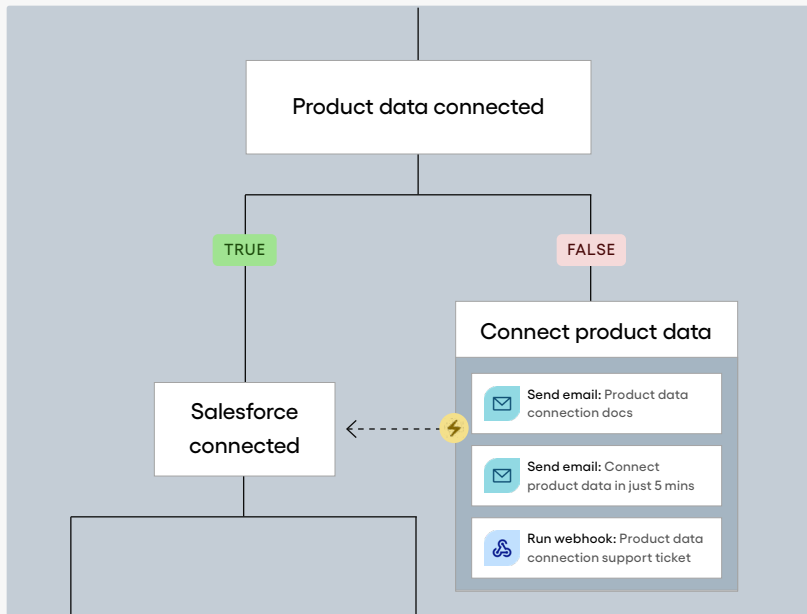 Product data connected
TRUE
FALSE
Connect product data
Send email: Product data
connection docs
Salesforce
connected
Send email: Connect
product data in just 5 mins
Run webhook: Product data
connection support ticket